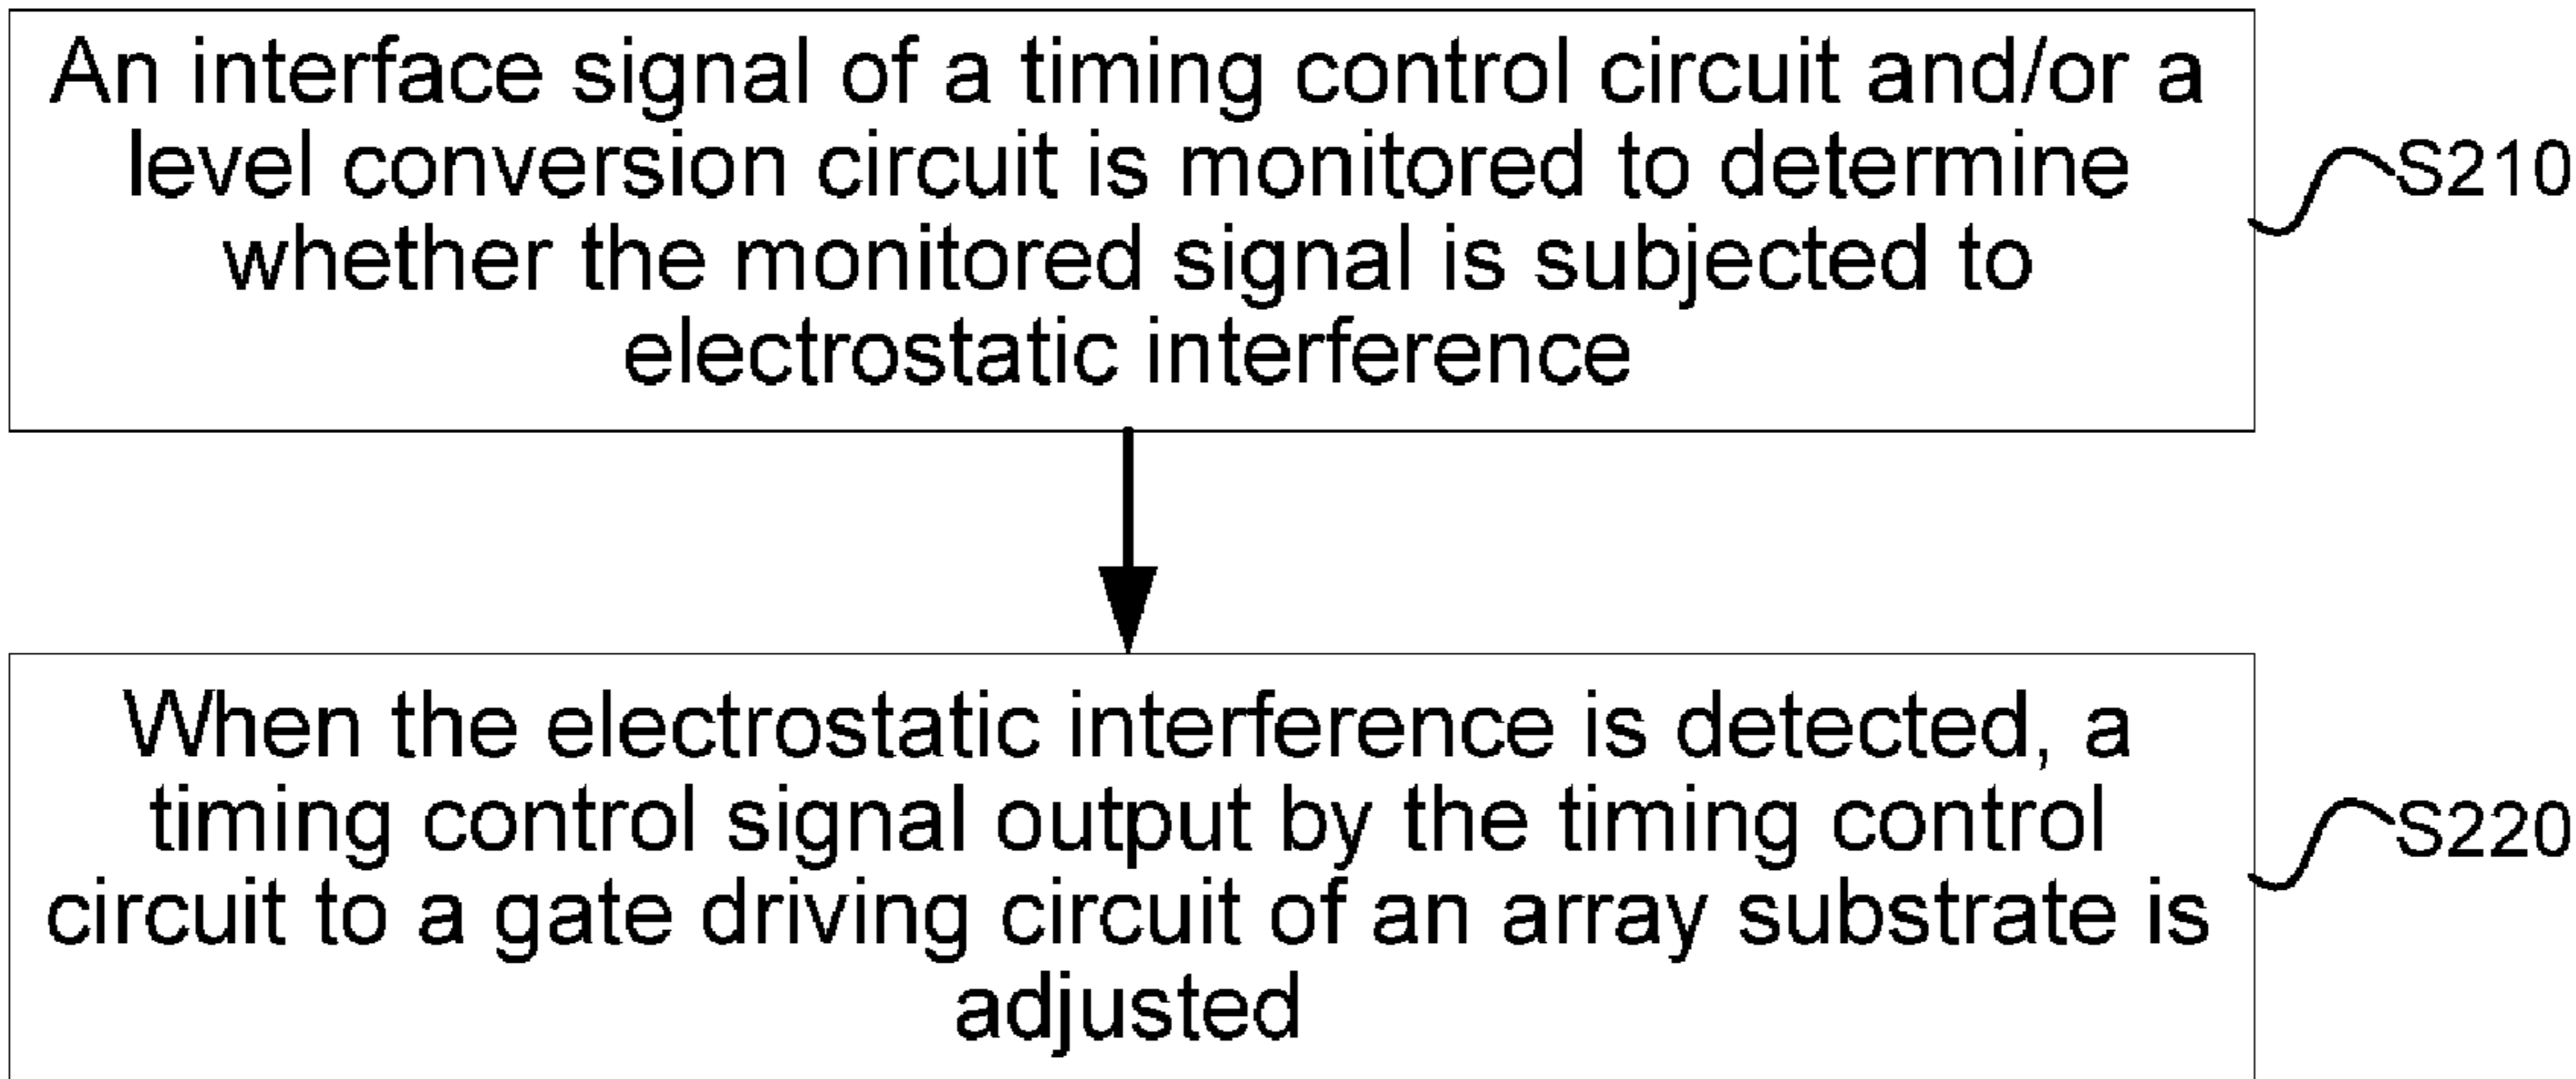 An interface signal of a timing control circuit and/or a
level conversion circuit is monitored to determine
whether the monitored signal is subjected to
electrostatic interference
S210
When the electrostatic interference is detected, a
timing control signal output by the timing control
circuit to a gate driving circuit of an array substrate is
adjusted
S220